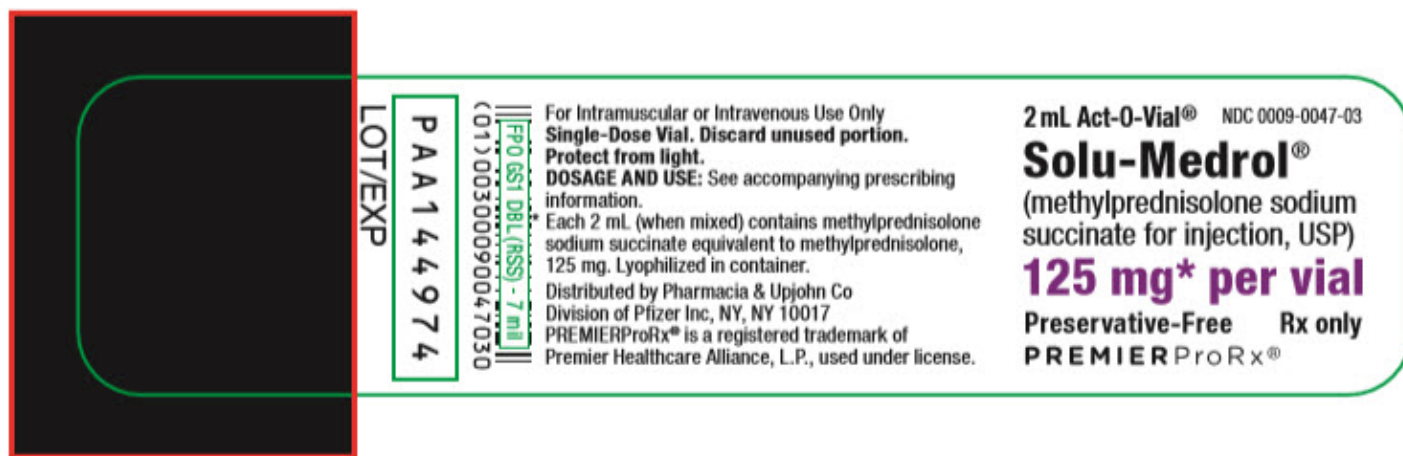 LOT/EXP
PAA144974
(01)00300090047030
FPO GS1 DBL (RSS) - 7 mil
For Intramuscular or Intravenous Use Only
Single-Dose Vial. Discard unused portion.
Protect from light.
DOSAGE AND USE: See accompanying prescribing
information.
* Each 2 mL (when mixed) contains methylprednisolone
sodium succinate equivalent to methylprednisolone,
125 mg. Lyophilized in container.
Distributed by Pharmacia & Upjohn Co
Division of Pfizer Inc, NY, NY 10017
PREMIERProRx® is a registered trademark of
Premier Healthcare Alliance, L.P., used under license.
2 mL Act-O-Vial® NDC 0009-0047-03
Solu-Medrol®
(methylprednisolone sodium
succinate for injection, USP)
125 mg* per vial
Preservative-Free Rx only
PREMIERProRx®